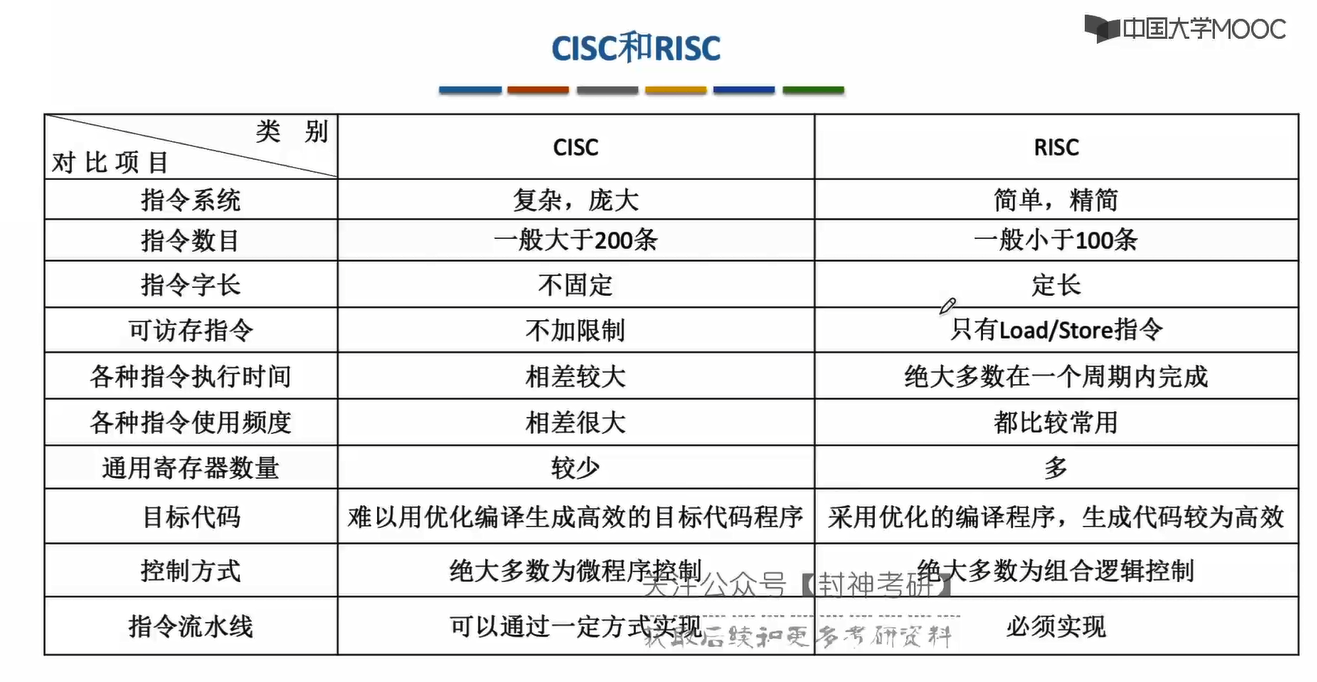 中国大学MOOC
CISC和RISC
类 别
对比项目
CISC
RISC
指令系统
复杂，庞大
简单，精简
指令数目
一般大于200条
一般小于100条
指令字长
不固定
定长
可访存指令
不加限制
只有Load/Store指令
各种指令执行时间
相差较大
绝大多数在一个周期内完成
各种指令使用频度
相差很大
都比较常用
通用寄存器数量
较少
多
目标代码
难以用优化编译生成高效的目标代码程序
采用优化的编译程序，生成代码较为高效
控制方式
绝大多数为微程序控制
绝大多数为组合逻辑控制
关注公众号【封神考研】
指令流水线
可以通过一定方式实现
必须实现
获取后续和更多考研资料